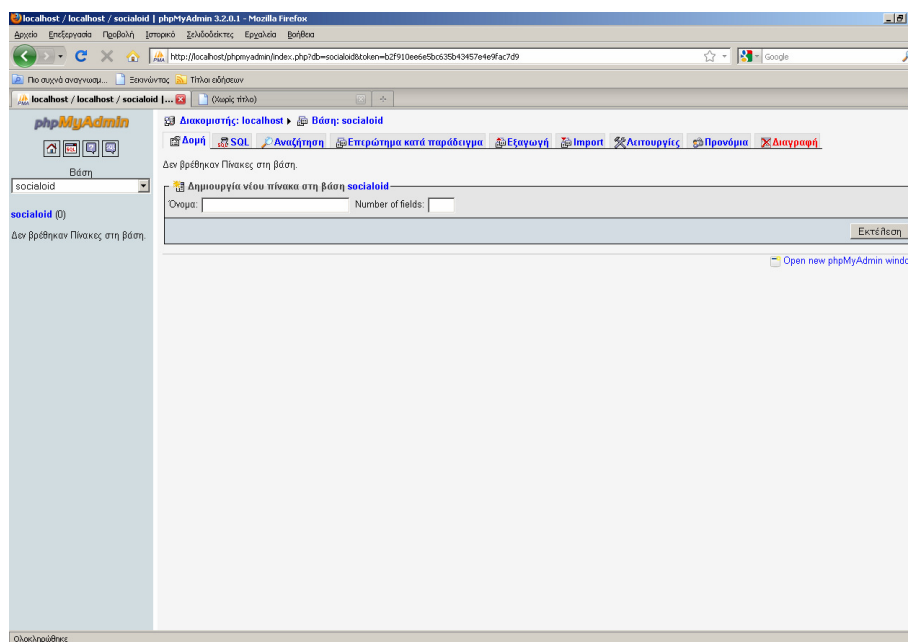 localhost / localhost / socialoid | phpMyAdmin 3.2.0.1 - Mozilla Firefox
Αρχείο Επεξεργασία Προβολή Ιστορικό Σελιδοδείκτες Εργαλεία Βοήθεια
http://localhost/phpmyadmin/index.php?db=socialoid&token=b2f910ee6e5bc635b43457e4e9fac7d9 Google
Πιο συχνά αναγνωσμ... Ξεκινώντας Τίτλοι ειδήσεων
localhost / localhost / socialoid |... (Χωρίς τίτλο)
phpMyAdmin
Βάση
socialoid
socialoid (0)
Δεν βρέθηκαν Πίνακες στη βάση.
Διακομιστής: localhost Βάση: socialoid
Δομή SQL Αναζήτηση Επερώτημα κατά παράδειγμα Εξαγωγή Import Λειτουργίες Προνόμια Διαγραφή
Δεν βρέθηκαν Πίνακες στη βάση.
Δημιουργία νέου πίνακα στη βάση socialoid
Όνομα: Number of fields:
Εκτέλεση
Open new phpMyAdmin windo
Ολοκληρώθηκε